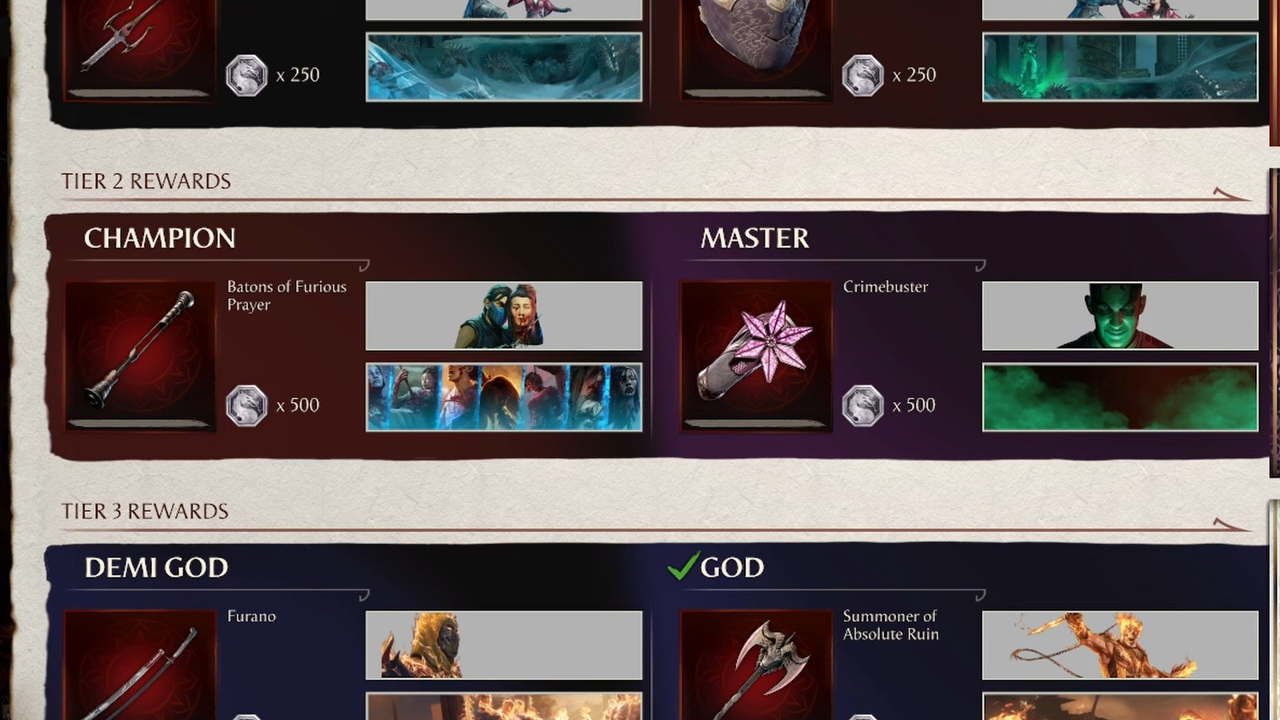 x 250
x 250
TIER 2 REWARDS
CHAMPION
MASTER
Batons of Furious
Prayer
x 500
Crimebuster
x 500
TIER 3 REWARDS
DEMI GOD
GOD
Furano
Summoner of
Absolute Ruin